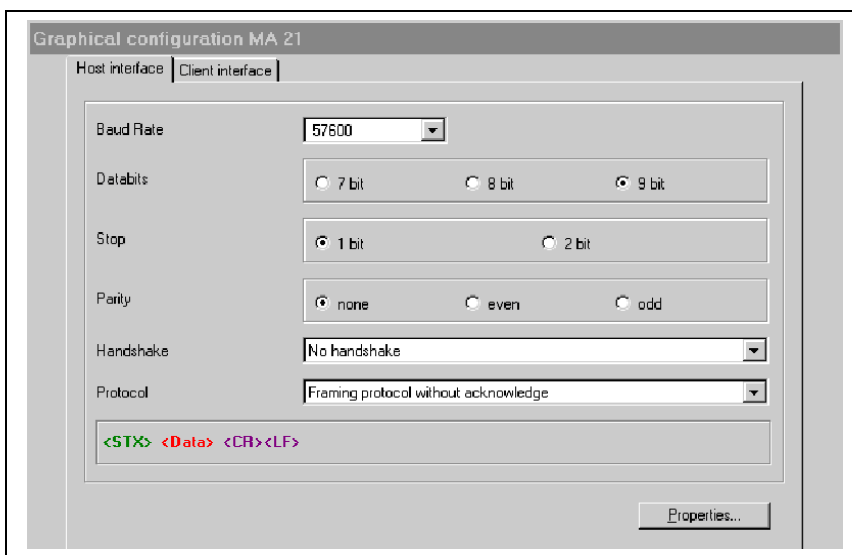 Graphical configuration MA 21
Host interface Client interface
Baud Rate 57600
Databits 7 bit 8 bit 9 bit
Stop 1 bit 2 bit
Parity none even odd
Handshake No handshake
Protocol Framing protocol without acknowledge
<STX> <Data> <CR><LF>
Properties...